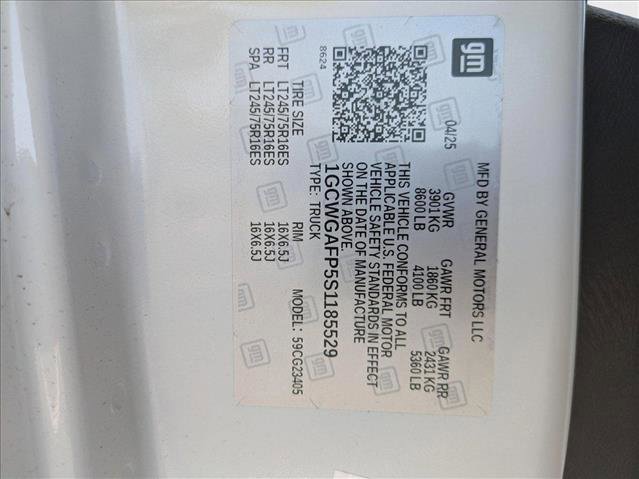 gm
MFD BY GENERAL MOTORS LLC
04/25 GVWR GAWR FRT GAWR RR
3901 KG 1860 KG 2431 KG
8600 LB 4100 LB 5360 LB
THIS VEHICLE CONFORMS TO ALL
APPLICABLE U.S. FEDERAL MOTOR
VEHICLE SAFETY STANDARDS IN EFFECT
ON THE DATE OF MANUFACTURE
SHOWN ABOVE.
1GCWGAFP5S1185529
TYPE: TRUCK
8624
MODEL: 59CG23405
TIRE SIZE RIM
FRT LT245/75R16ES 16X6.5J
RR LT245/75R16ES 16X6.5J
SPA LT245/75R16ES 16X6.5J